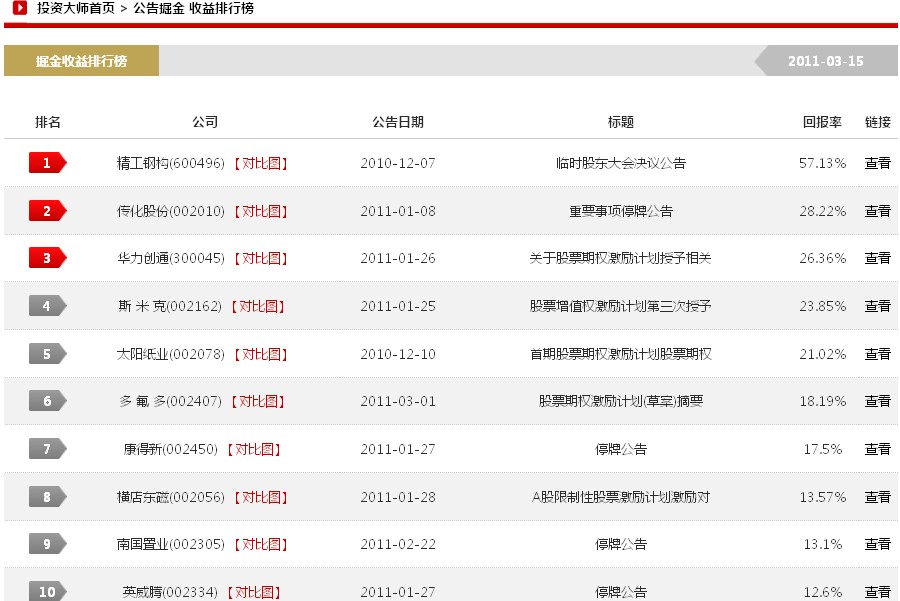 投资大师首页 > 公告掘金 收益排行榜
掘金收益排行榜 2011-03-15
排名 公司 公告日期 标题 回报率 链接
1 精工钢构(600496) 【对比图】 2010-12-07 临时股东大会决议公告 57.13% 查看
2 传化股份(002010) 【对比图】 2011-01-08 重要事项停牌公告 28.22% 查看
3 华力创通(300045) 【对比图】 2011-01-26 关于股票期权激励计划授予相关 26.36% 查看
4 斯 米 克(002162) 【对比图】 2011-01-25 股票增值权激励计划第三次授予 23.85% 查看
5 太阳纸业(002078) 【对比图】 2010-12-10 首期股票期权激励计划股票期权 21.02% 查看
6 多 氟 多(002407) 【对比图】 2011-03-01 股票期权激励计划(草案)摘要 18.19% 查看
7 康得新(002450) 【对比图】 2011-01-27 停牌公告 17.5% 查看
8 横店东磁(002056) 【对比图】 2011-01-28 A股限制性股票激励计划激励对 13.57% 查看
9 南国置业(002305) 【对比图】 2011-02-22 停牌公告 13.1% 查看
10 英威腾(002334) 【对比图】 2011-01-27 停牌公告 12.6% 查看